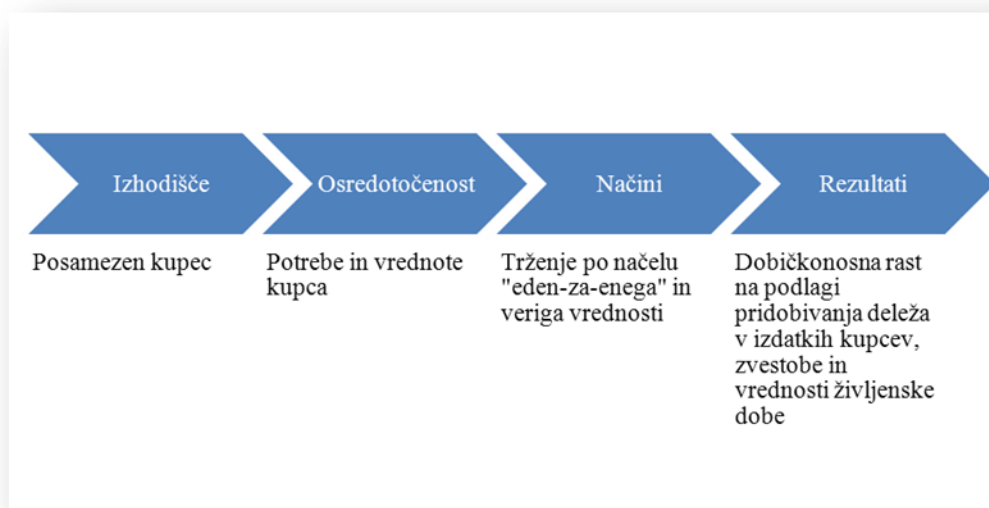 Izhodišče
Osredotočenost
Načini
Rezultati
Posamezen kupec
Potrebe in vrednote
kupca
Trženje po načelu
"eden-za-enega" in
veriga vrednosti
Dobičkonosna rast
na podlagi
pridobivanja deleža
v izdatkih kupcev,
zvestobe in
vrednosti življenske
dobe